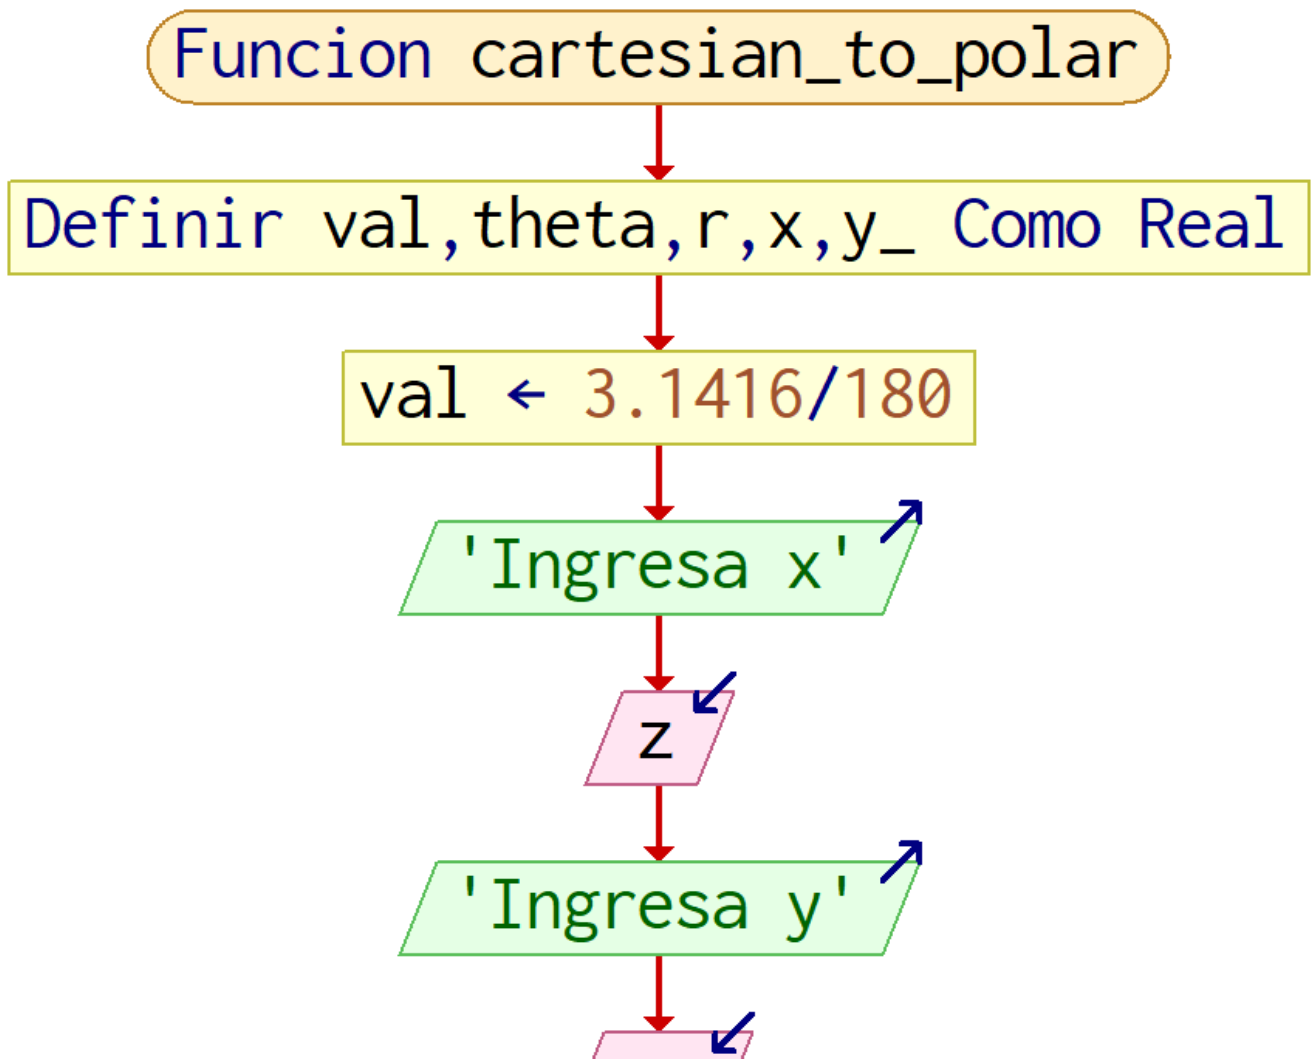 Funcion cartesian_to_polar
Definir val,theta,r,x,y_ Como Real
val ← 3.1416/180
'Ingresa x'
z
'Ingresa y'